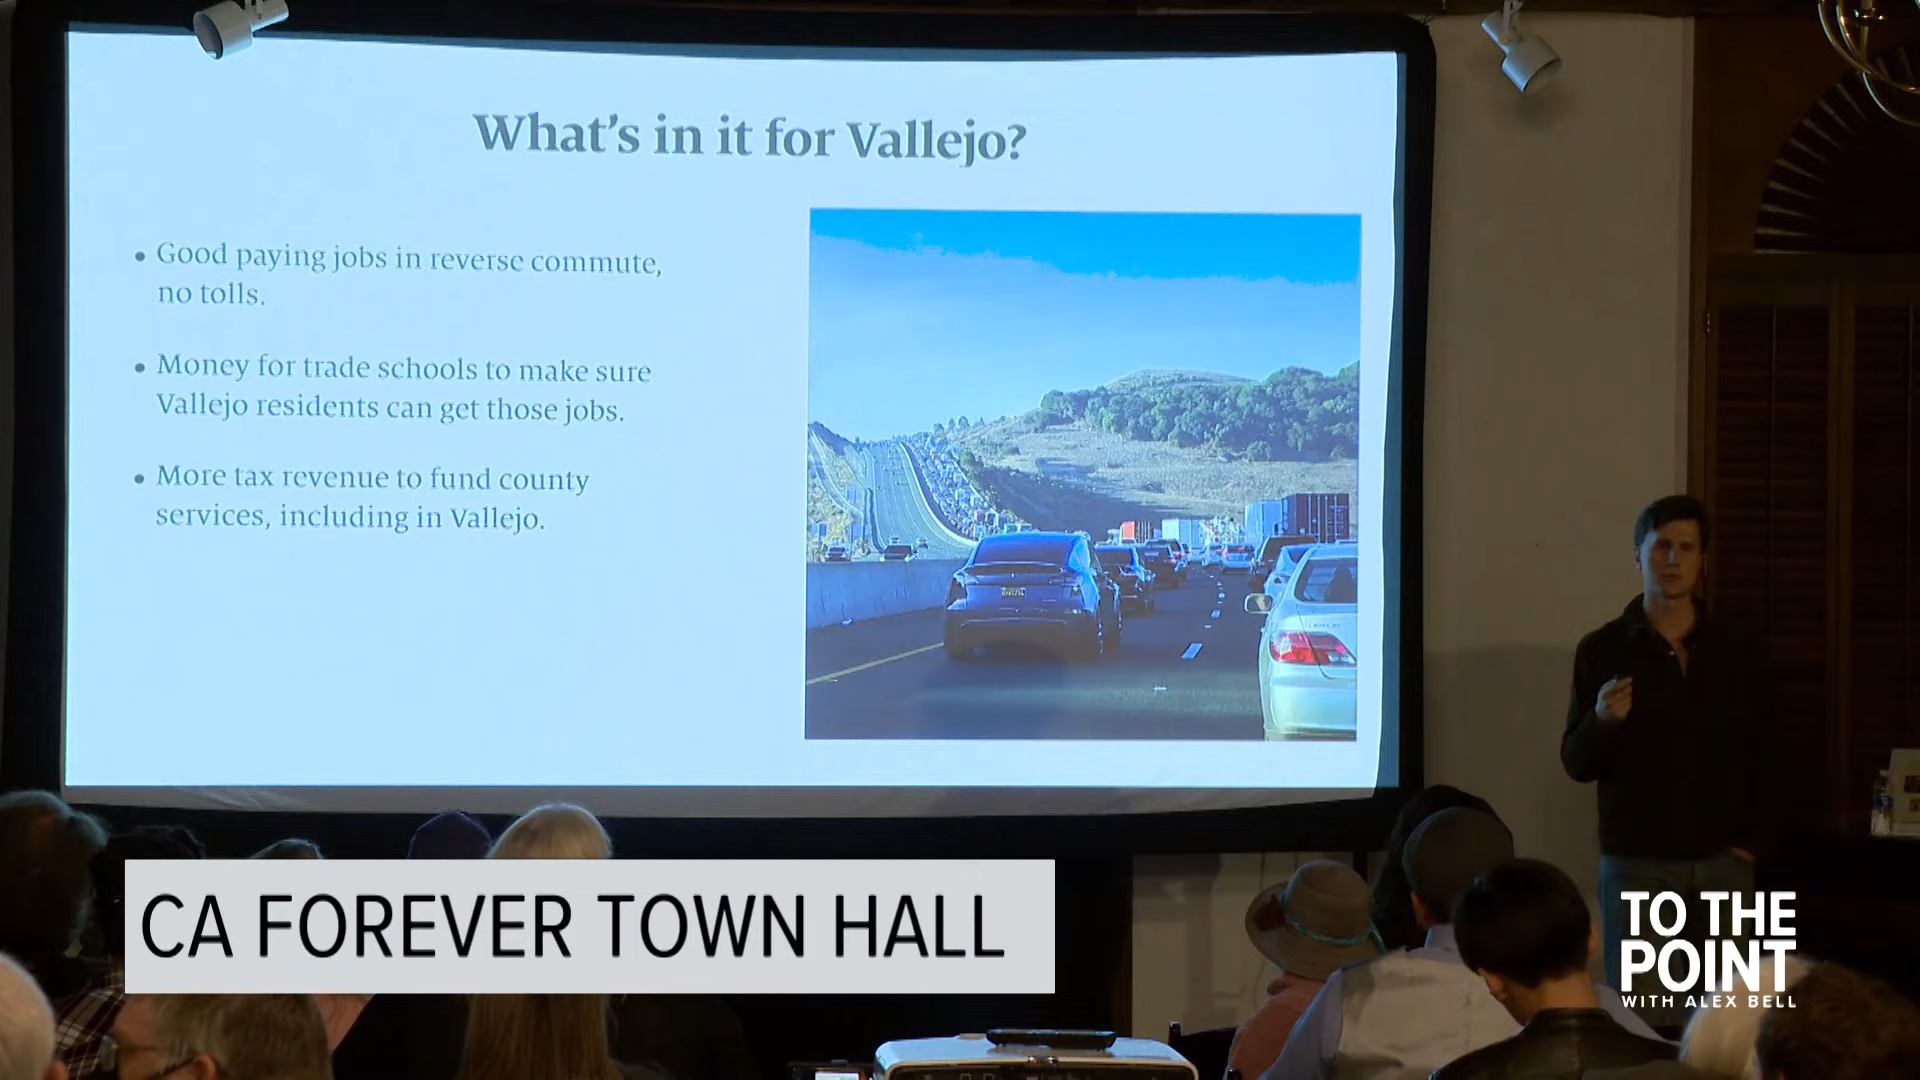 What's in it for Vallejo?
• Good paying jobs in reverse commute,
no tolls.
• Money for trade schools to make sure
Vallejo residents can get those jobs.
• More tax revenue to fund county
services, including in Vallejo.
CA FOREVER TOWN HALL
TO THE
POINT
WITH ALEX BELL